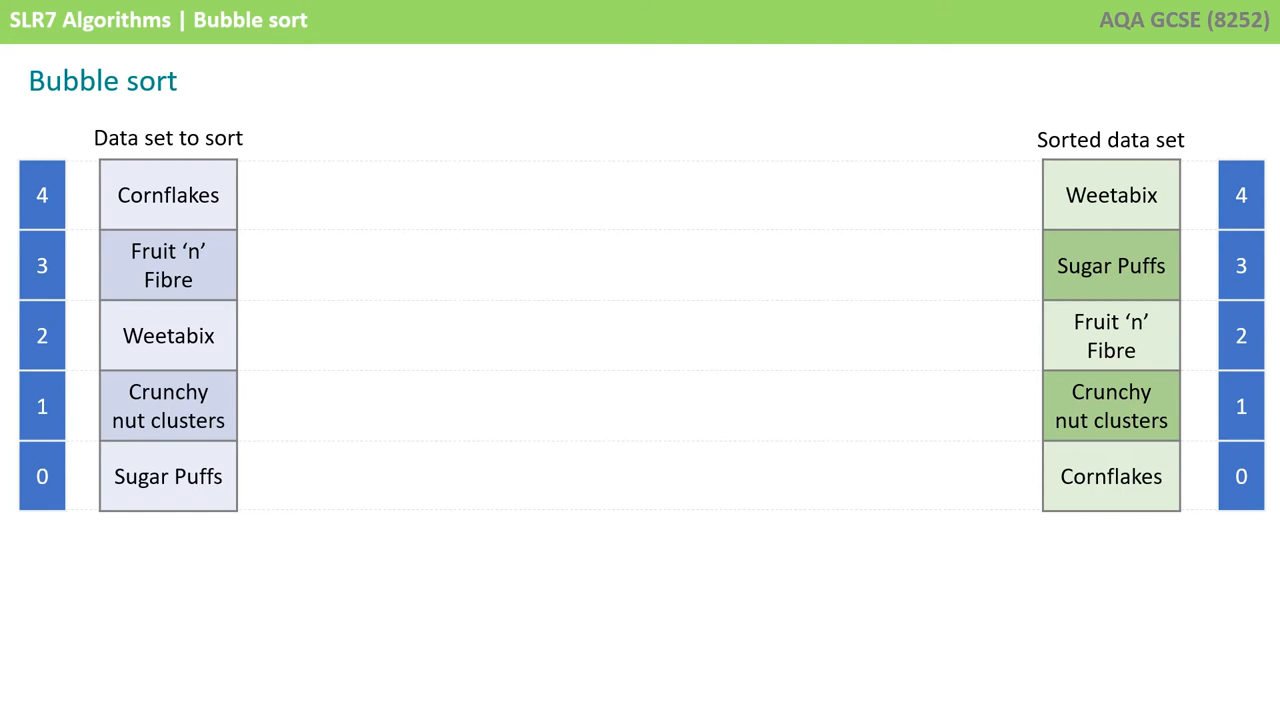 SLR7 Algorithms | Bubble sort
AQA GCSE (8252)
Bubble sort
Data set to sort
4
Cornflakes
3
Fruit ‘n’
Fibre
2
Weetabix
1
Crunchy
nut clusters
0
Sugar Puffs
Sorted data set
Weetabix
4
Sugar Puffs
3
Fruit ‘n’
Fibre
2
Crunchy
nut clusters
1
Cornflakes
0